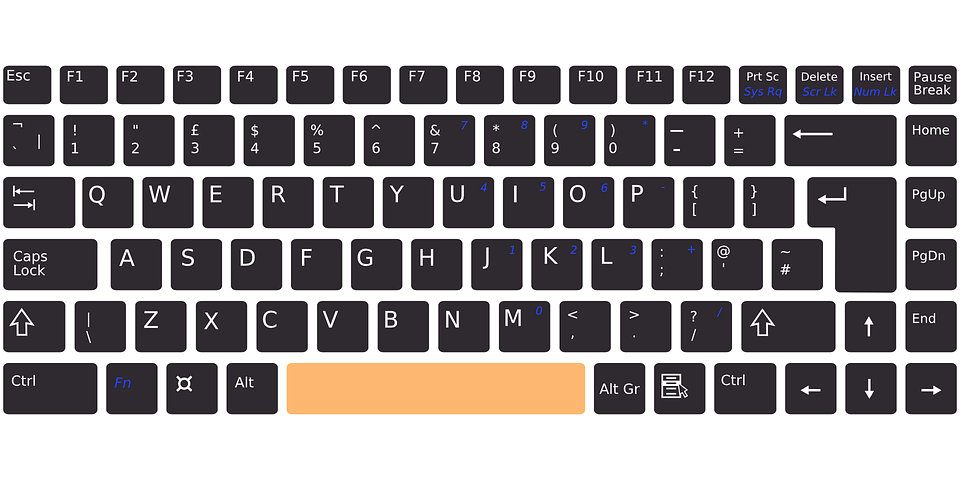 Esc F1 F2 F3 F4 F5 F6 F7 F8 F9 F10 F11 F12 Prt Sc Delete Insert Pause
Sys Rq Scr Lk Num Lk Break
¬ | ! " £ $ % ^ & 7 * 8 ( 9 ) * — + Home
` 1 2 3 4 5 6 7 8 9 0 - =
Q W E R T Y U 4 I 5 O 6 P - { } PgUp
[ ]
Caps A S D F G H J 1 K 2 L 3 : + @ ~ PgDn
Lock ; ' #
| Z X C V B N M 0 < > ? / End
\ , . /
Ctrl Fn Alt Alt Gr Ctrl